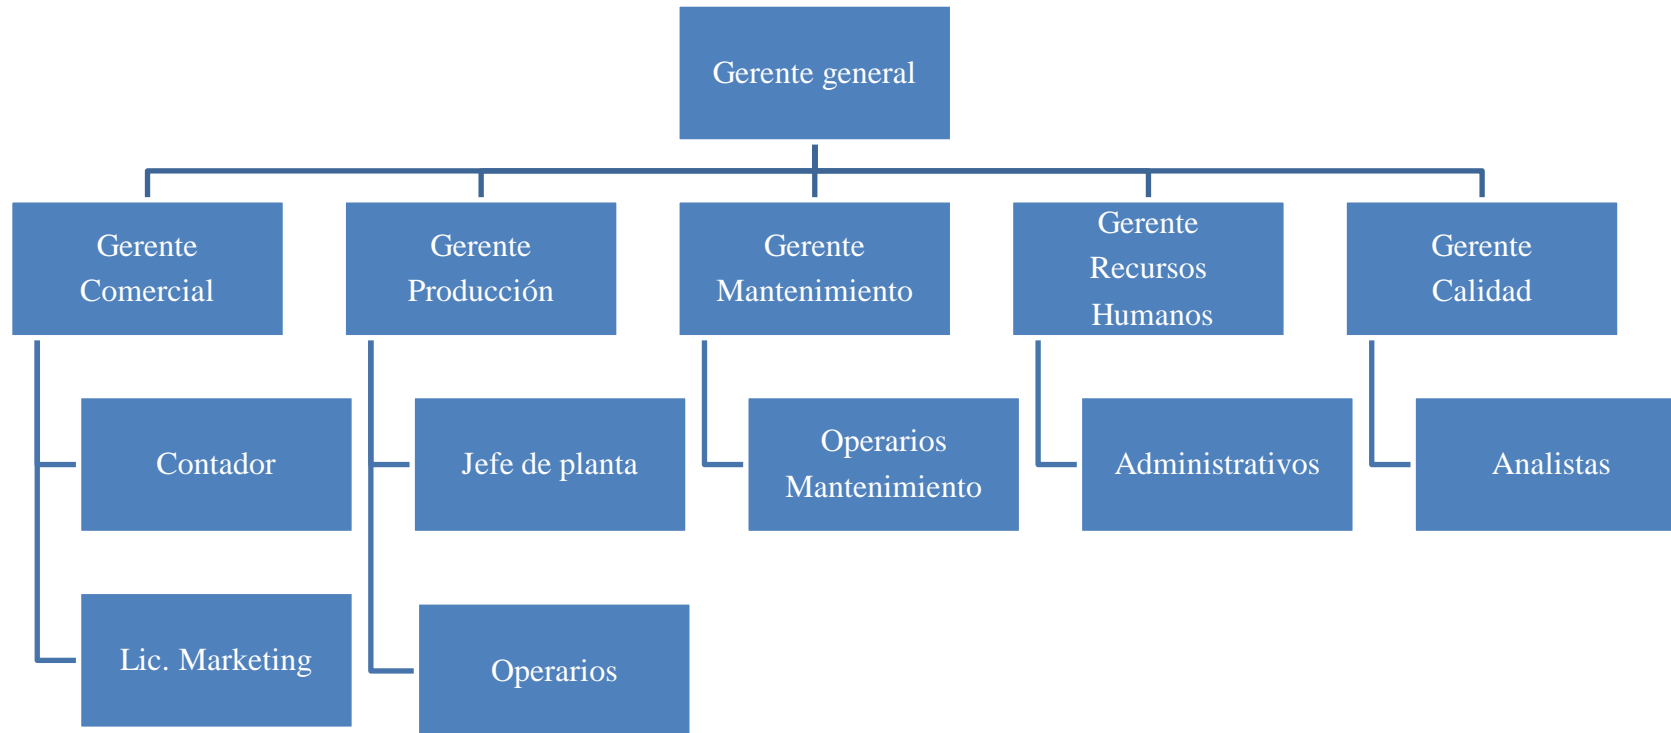 Gerente general
Gerente
Comercial
Gerente
Producción
Gerente
Mantenimiento
Gerente
Recursos
Humanos
Gerente
Calidad
Contador
Jefe de planta
Operarios
Mantenimiento
Administrativos
Analistas
Lic. Marketing
Operarios